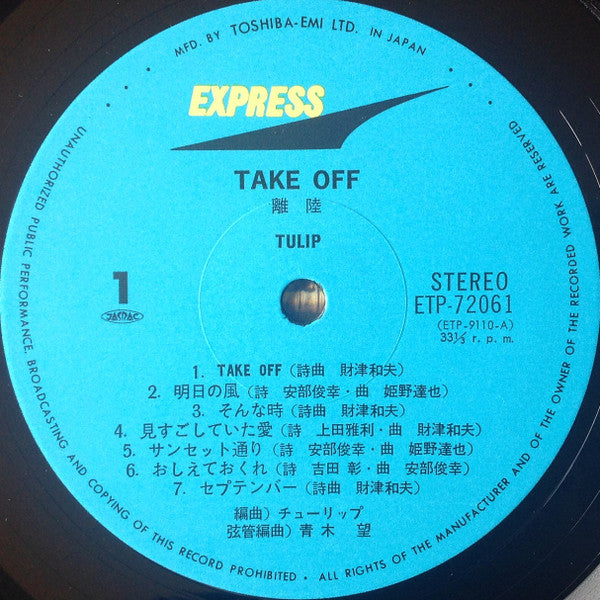 MFD. BY TOSHIBA-EMI LTD. IN JAPAN
EXPRESS
TAKE OFF
離陸
TULIP
1
JASRAC
STEREO
ETP-72061
(ETP-9110-A)
33⅓ r. p. m.
1. TAKE OFF (詩曲 財津和夫)
2. 明日の風 (詩 安部俊幸・曲 姫野達也)
3. そんな時 (詩曲 財津和夫)
4. 見すごしていた愛 (詩 上田雅利・曲 財津和夫)
5. サンセット通り (詩 安部俊幸・曲 姫野達也)
6. おしえておくれ (詩 吉田 彰・曲 安部俊幸)
7. セプテンバー (詩曲 財津和夫)
編曲) チューリップ
弦管編曲) 青木 望
UNAUTHORIZED PUBLIC PERFORMANCE, BROADCASTING AND COPYING OF THIS RECORD PROHIBITED • ALL RIGHTS OF THE MANUFACTURER AND OF THE OWNER OF THE RECORDED WORK ARE RESERVED